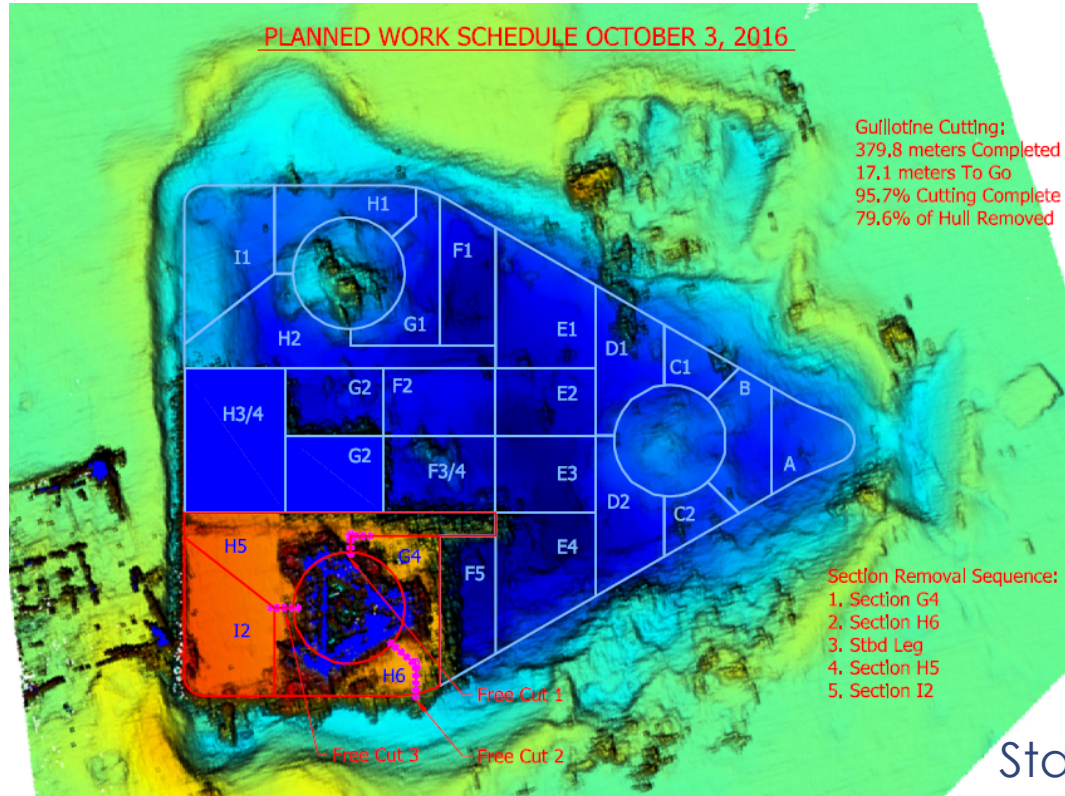 PLANNED WORK SCHEDULE OCTOBER 3, 2016
Guillotine Cutting:
379.8 meters Completed
17.1 meters To Go
95.7% Cutting Complete
79.6% of Hull Removed
H1
I1
F1
G1
H2
E1
D1
C1
G2
F2
E2
B
H3/4
G2
F3/4
E3
A
D2
C2
H5
G4
E4
F5
I2
H6
Section Removal Sequence:
1. Section G4
2. Section H6
3. Stbd Leg
4. Section H5
5. Section I2
Free Cut 1
Free Cut 3
Free Cut 2